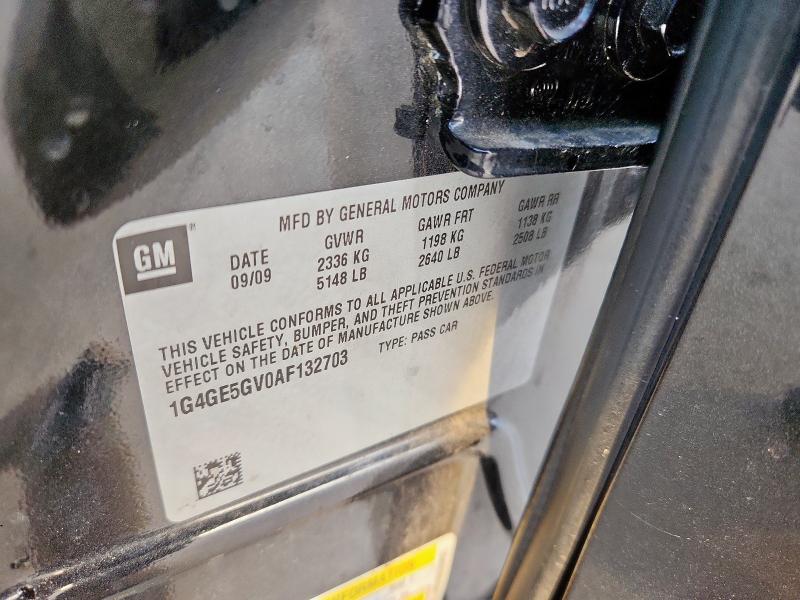 GM
MFD BY GENERAL MOTORS COMPANY
DATE GVWR GAWR FRT GAWR RR
09/09 2336 KG 1198 KG 1138 KG
5148 LB 2640 LB 2508 LB
THIS VEHICLE CONFORMS TO ALL APPLICABLE U.S. FEDERAL MOTOR
VEHICLE SAFETY, BUMPER, AND THEFT PREVENTION STANDARDS IN
EFFECT ON THE DATE OF MANUFACTURE SHOWN ABOVE.
1G4GE5GV0AF132703 TYPE: PASS CAR
INFORMATION